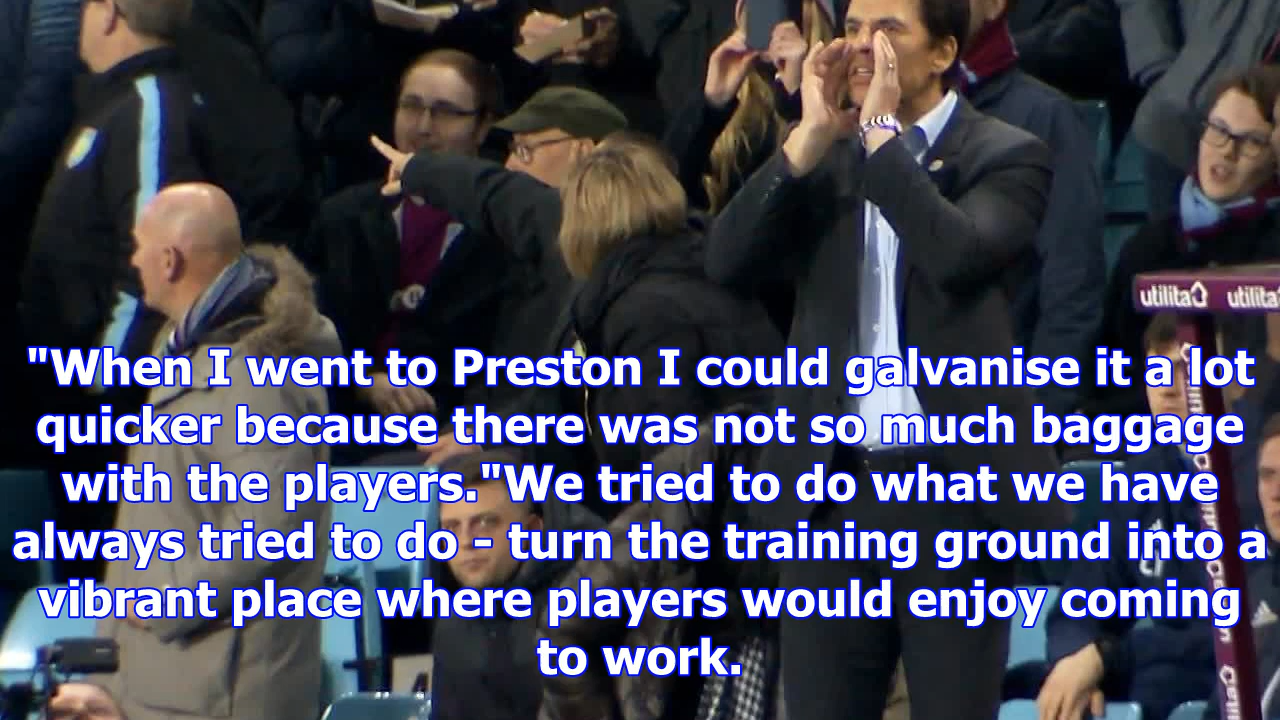 utilita utilita
"When I went to Preston I could galvanise it a lot
quicker because there was not so much baggage
with the players."We tried to do what we have
always tried to do - turn the training ground into a
vibrant place where players would enjoy coming
to work.